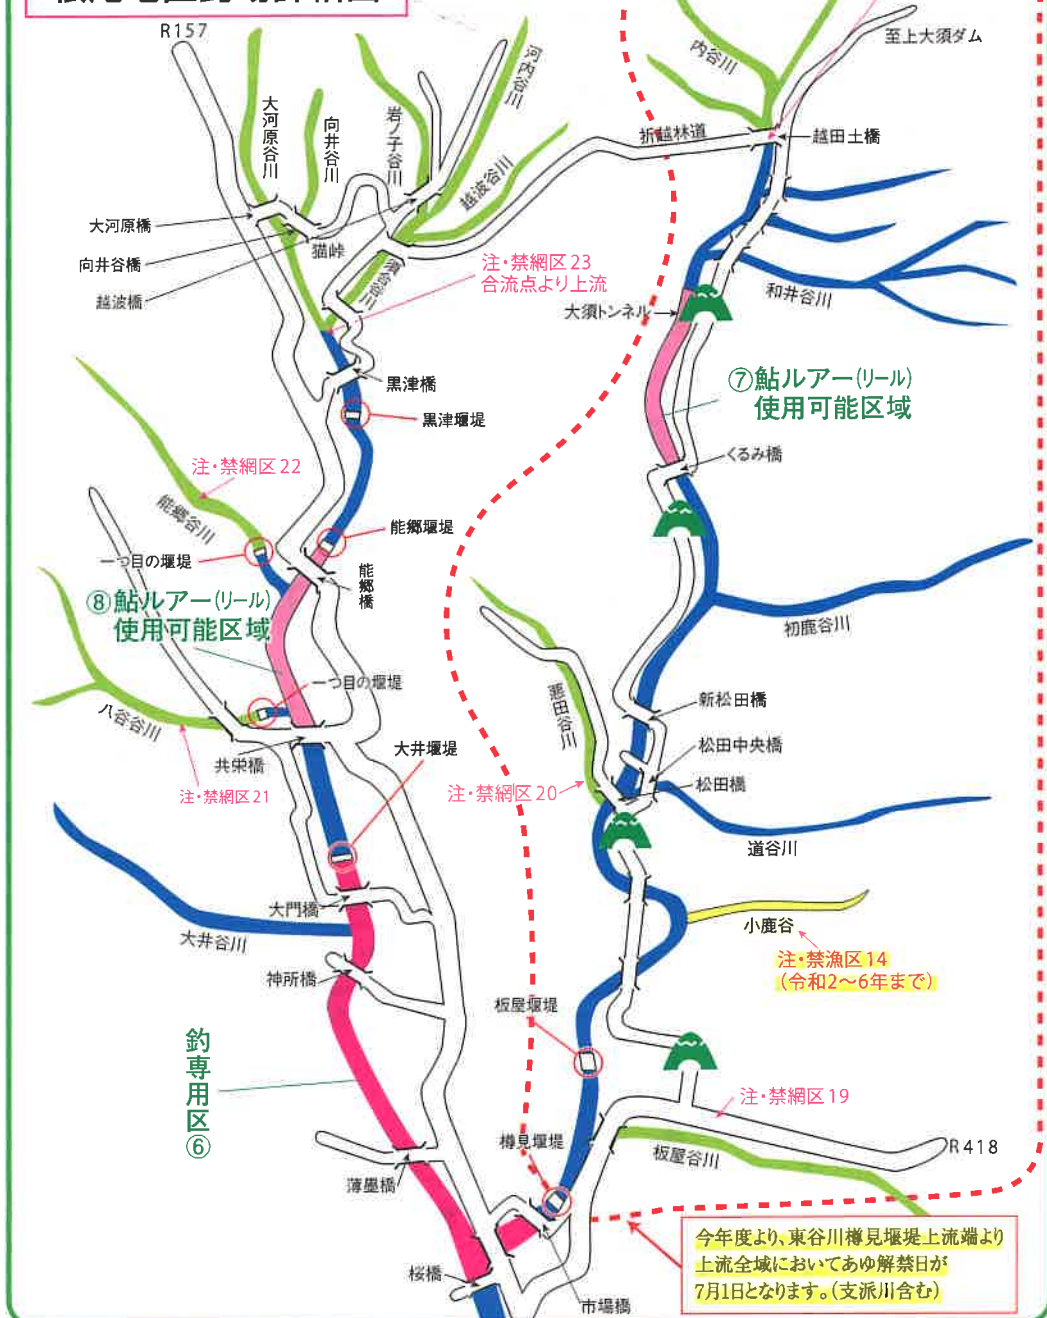 R157
大河原谷川
向井谷川
岩ノ子谷川
河内谷川
越波谷川
須合谷川
内谷川
至上大須ダム
折越林道
越田土橋
大河原橋
向井谷橋
越波橋
猫峠
注・禁網区23
合流点より上流
大須トンネル
和井谷川
黒津橋
黒津堰堤
⑦鮎ルアー(リール)
使用可能区域
くるみ橋
注・禁網区22
能郷谷川
一つ目の堰堤
能郷堰堤
能郷橋
⑧鮎ルアー(リール)
使用可能区域
一つ目の堰堤
八谷谷川
共栄橋
注・禁網区21
大井堰堤
初鹿谷川
悪田谷川
新松田橋
松田中央橋
松田橋
注・禁網区20
道谷川
大門橋
大井谷川
神所橋
小鹿谷
注・禁漁区14
(令和2〜6年まで)
板屋堰堤
釣専用区⑥
注・禁網区19
樽見堰堤
板屋谷川
R418
薄墨橋
桜橋
市場橋
今年度より、東谷川樽見堰堤上流端より
上流全域においてあゆ解禁日が
7月1日となります。(支派川含む)